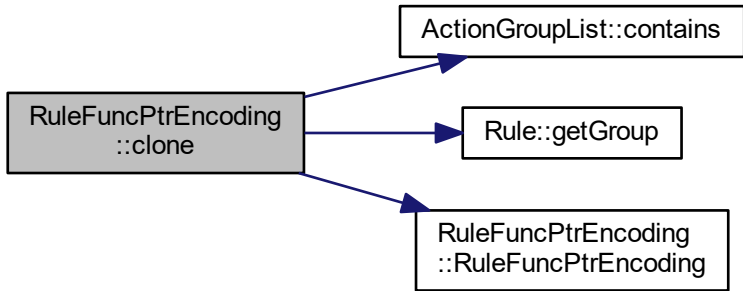 RuleFuncPtrEncoding
::clone
ActionGroupList::contains
Rule::getGroup
RuleFuncPtrEncoding
::RuleFuncPtrEncoding